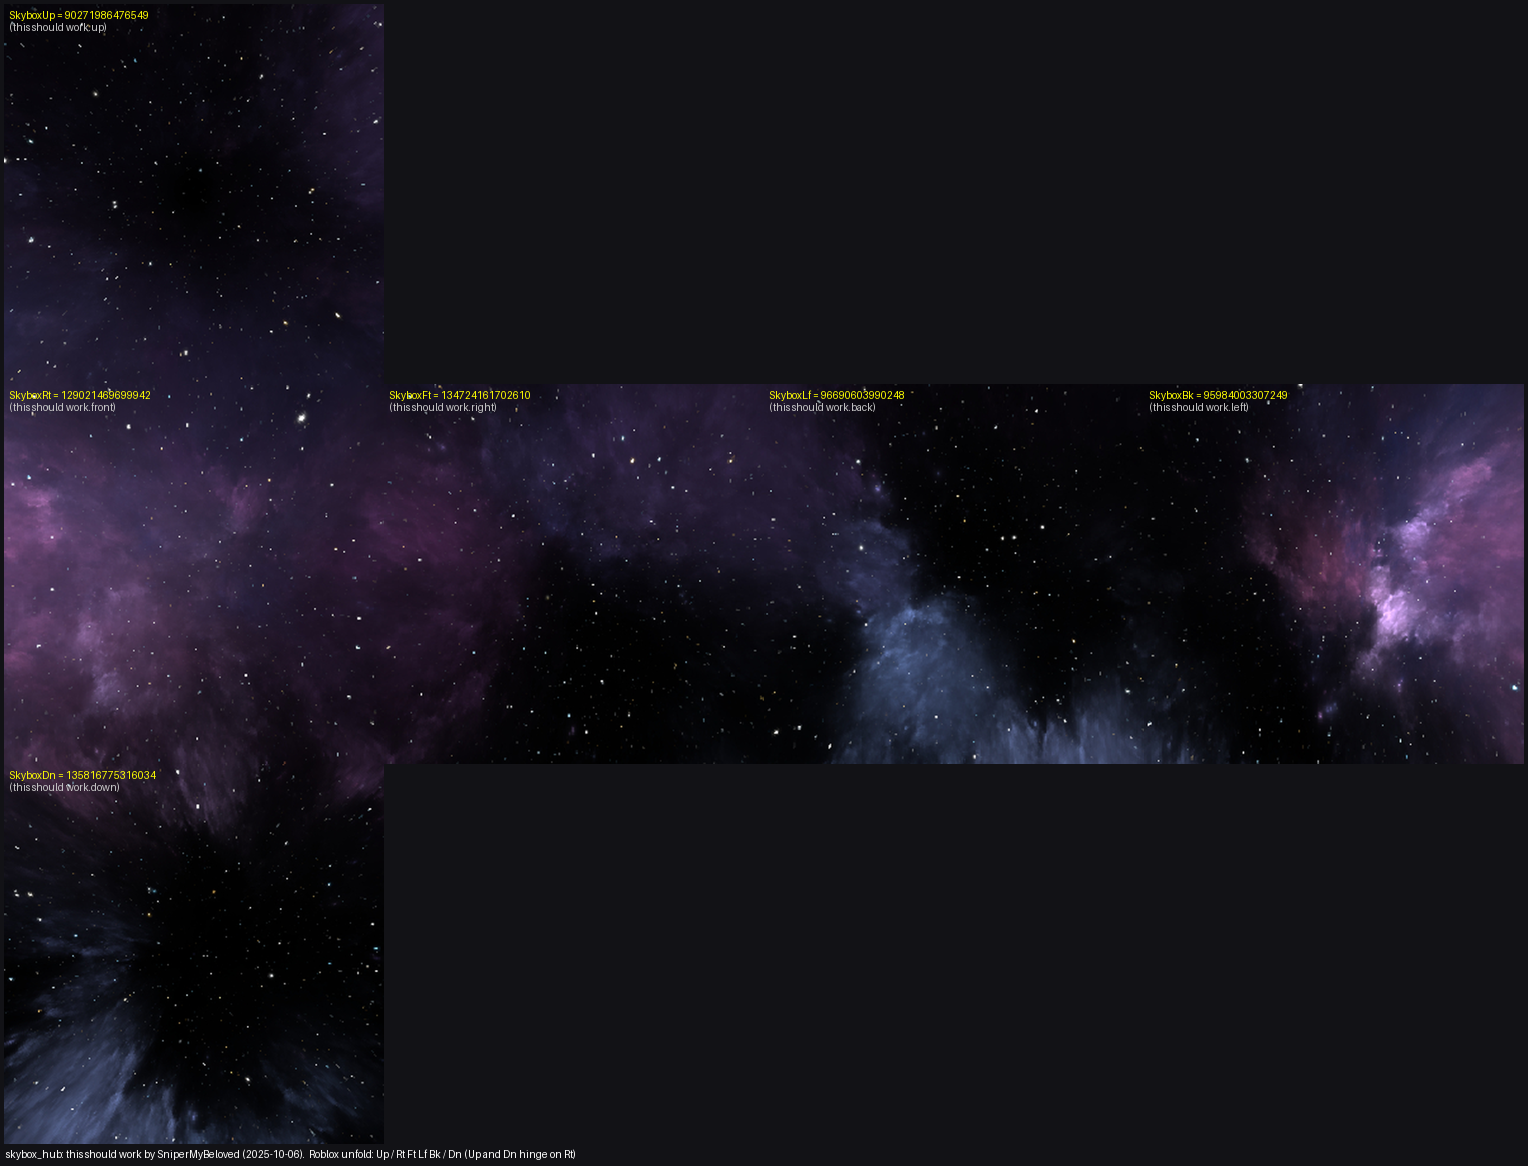 SkyboxUp = 90271986476549
(thisshould work.up)
SkyboxRt = 129021469699942
(thisshould work.front)
SkyboxFt = 134724161702610
(thisshould work.right)
SkyboxLf = 96690603990248
(thisshould work.back)
SkyboxBk = 95984003307249
(thisshould work.left)
SkyboxDn = 135816775316034
(thisshould work.down)
skybox_hub: thisshould work by SniperMyBeloved (2025-10-06). Roblox unfold: Up / Rt Ft Lf Bk / Dn (Up and Dn hinge on Rt)